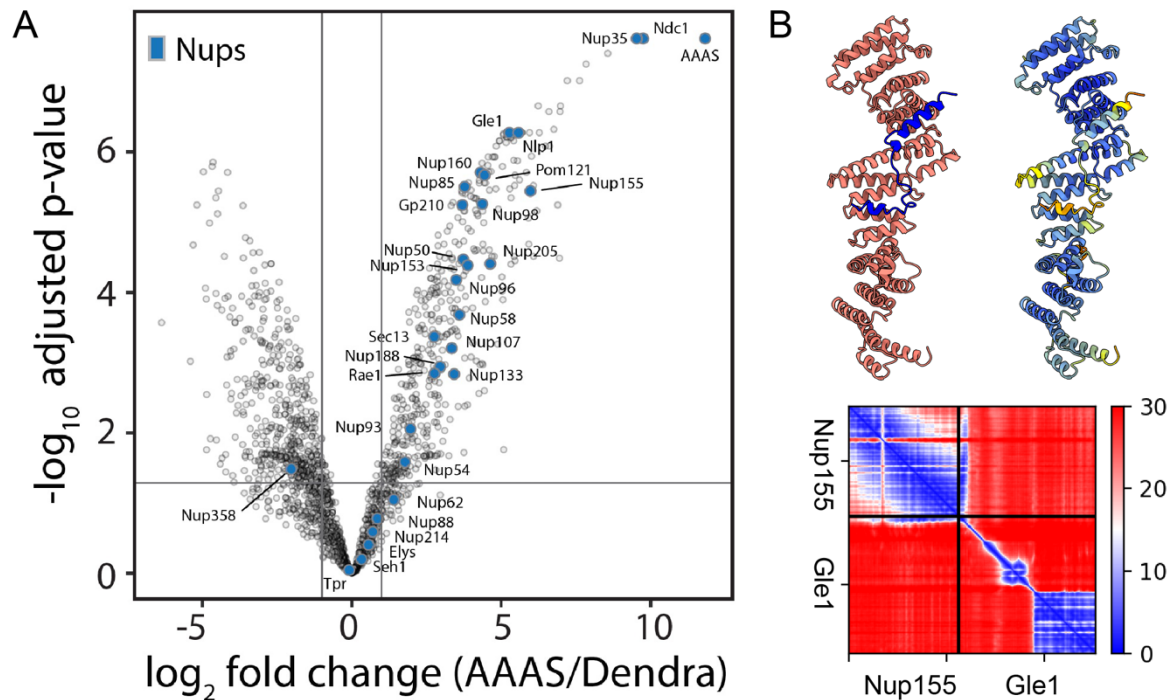 A
B
Nups
Nup35
Ndc1
AAAS
Gle1
Nlp1
Nup160
Pom121
Nup85
Nup155
Gp210
Nup98
Nup50
Nup205
Nup153
Nup96
Nup58
Sec13
Nup107
Nup188
Rae1
Nup133
Nup93
Nup54
Nup62
Nup358
Nup88
Nup214
Elys
Seh1
Tpr
6
4
2
0
-5
0
5
10
-log10 adjusted p-value
log2 fold change (AAAS/Dendra)
Nup155
Gle1
Nup155
Gle1
30
20
10
0